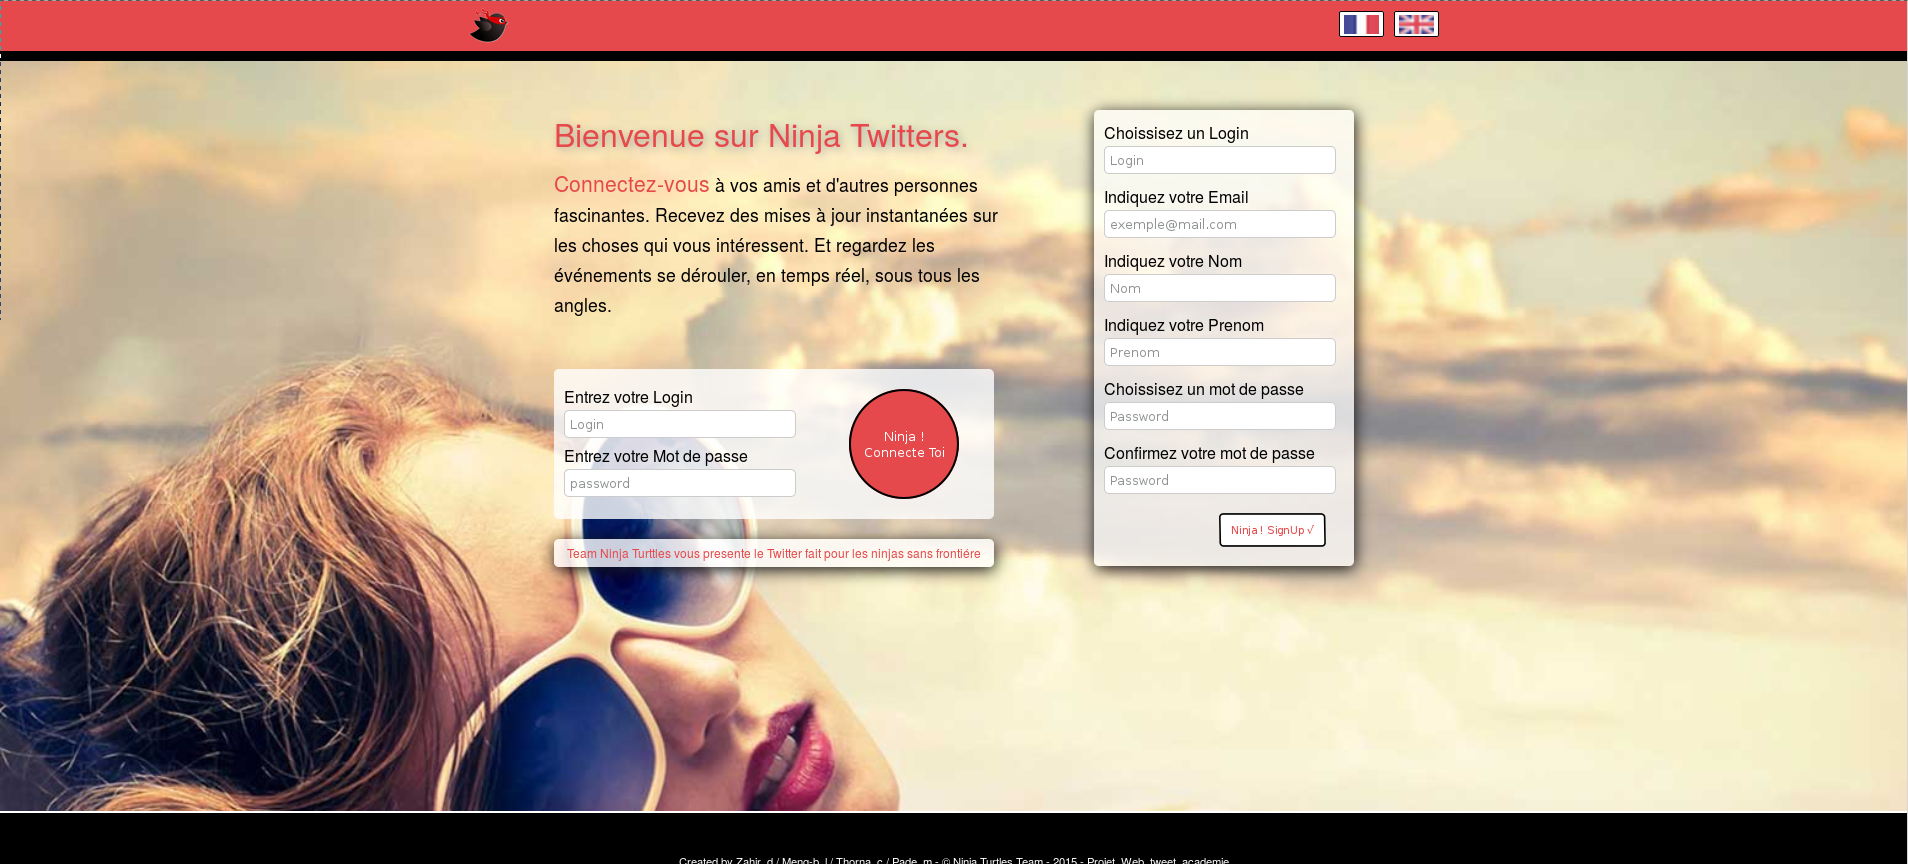 Bienvenue sur Ninja Twitters.
Connectez-vous à vos amis et d'autres personnes
fascinantes. Recevez des mises à jour instantanées sur
les choses qui vous intéressent. Et regardez les
événements se dérouler, en temps réel, sous tous les
angles.
Entrez votre Login
Login
Entrez votre Mot de passe
password
Ninja !
Connecte Toi
Team Ninja Turttles vous presente le Twitter fait pour les ninjas sans frontiére
Choissisez un Login
Login
Indiquez votre Email
exemple@mail.com
Indiquez votre Nom
Nom
Indiquez votre Prenom
Prenom
Choissisez un mot de passe
Password
Confirmez votre mot de passe
Password
Ninja ! SignUp √
Created by Zahir_d / Meng-b_l / Thorna_c / Pade_m - © Ninja Turtles Team - 2015 - Projet_Web_tweet_academie